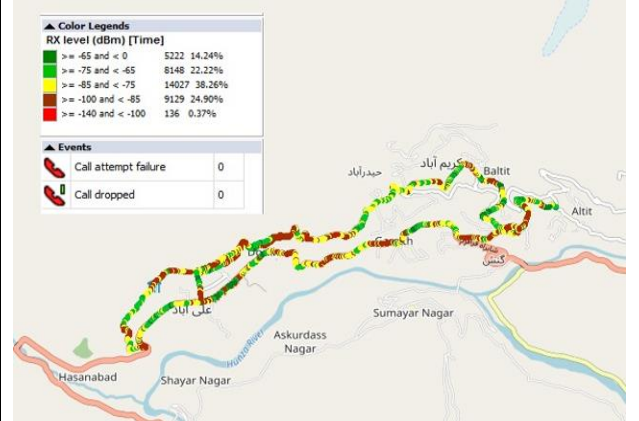 Color Legends
RX level (dBm) [Time]
>= -65 and < 0 5222 14.24%
>= -75 and < -65 8148 22.22%
>= -85 and < -75 14027 38.26%
>= -100 and < -85 9129 24.90%
>= -140 and < -100 136 0.37%
Events
Call attempt failure 0
Call dropped 0
حیدرآباد
کریم آباد
Baltit
Altit
گنش
علی آباد
Sumayar Nagar
Hunza River
Askurdass
Nagar
Hasanabad
Shayar Nagar